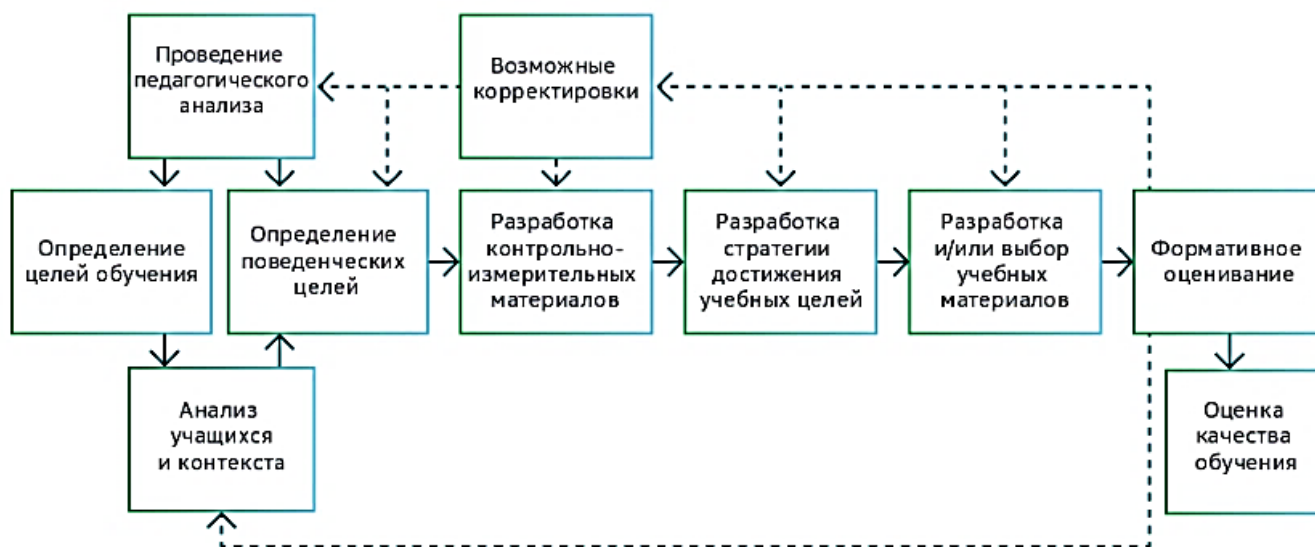 Проведение
педагогического
анализа
Возможные
корректировки
Определение
целей обучения
Определение
поведенческих
целей
Разработка
контрольно-
измерительных
материалов
Разработка
стратегии
достижения
учебных целей
Разработка
и/или выбор
учебных
материалов
Формативное
оценивание
Анализ
учащихся
и контекста
Оценка
качества
обучения